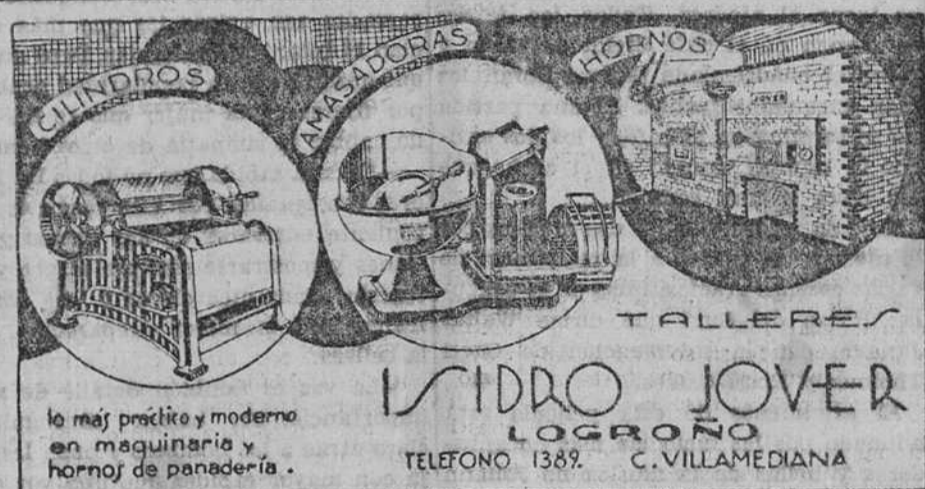 CILINDROS
AMASADORAS
HORNOS
JOVER
TALLERES
ISIDRO JOVER
LOGROÑO
TELEFONO 1389. C. VILLAMEDIANA
lo más práctico y moderno
en maquinaria y
hornos de panadería.